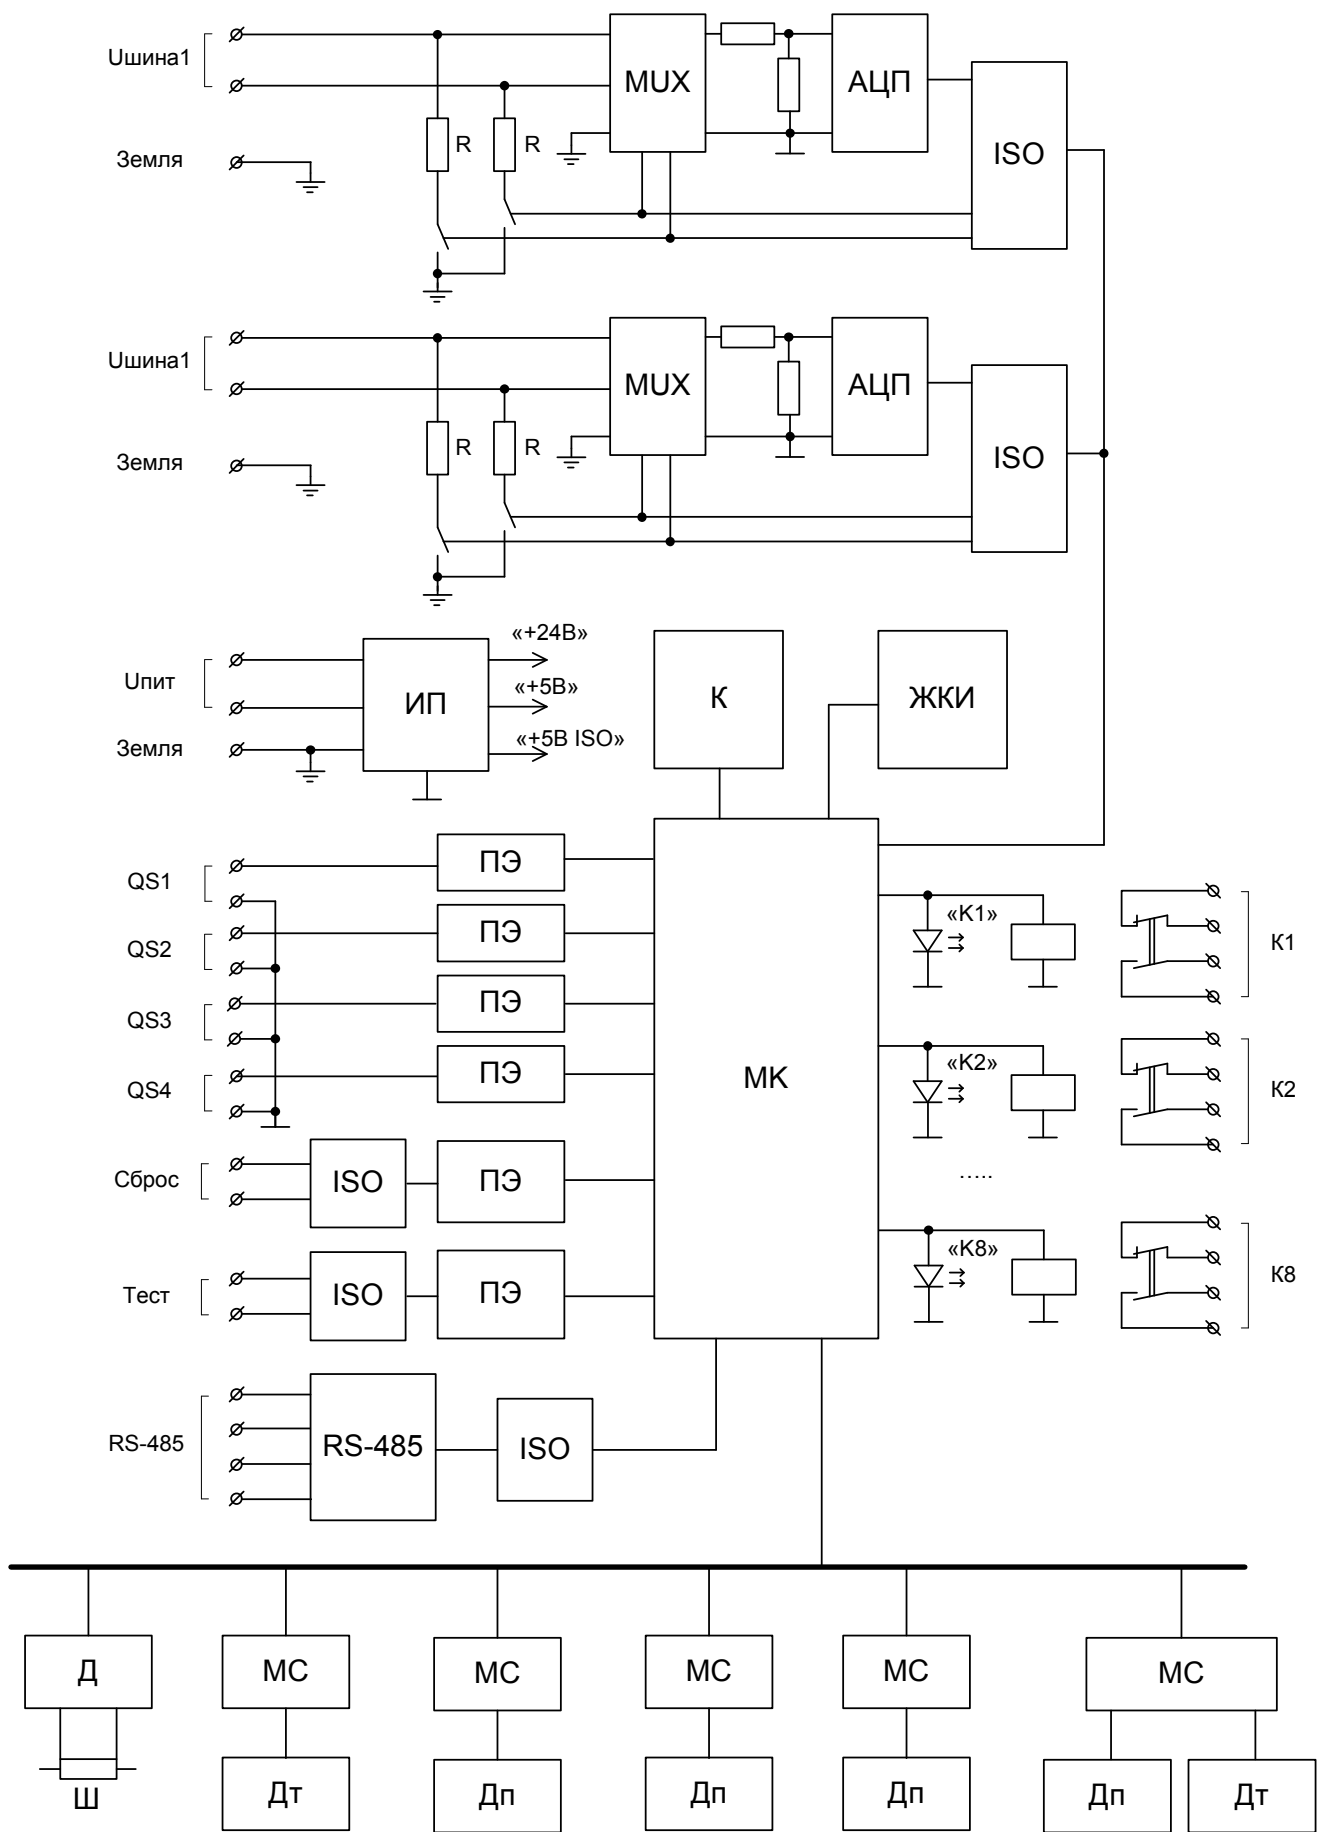 Uшина1
MUX
АЦП
ISO
R
R
Земля
Uшина1
MUX
АЦП
ISO
R
R
Земля
«+24В»
Uпит
ИП
«+5В»
К
ЖКИ
Земля
«+5В ISO»
QS1
ПЭ
«К1»
К1
QS2
ПЭ
QS3
ПЭ
QS4
ПЭ
МК
«К2»
К2
Сброс
ISO
ПЭ
.....
«К8»
К8
Тест
ISO
ПЭ
RS-485
RS-485
ISO
Д
МС
МС
МС
МС
МС
Ш
Дт
Дп
Дп
Дп
Дп
Дт